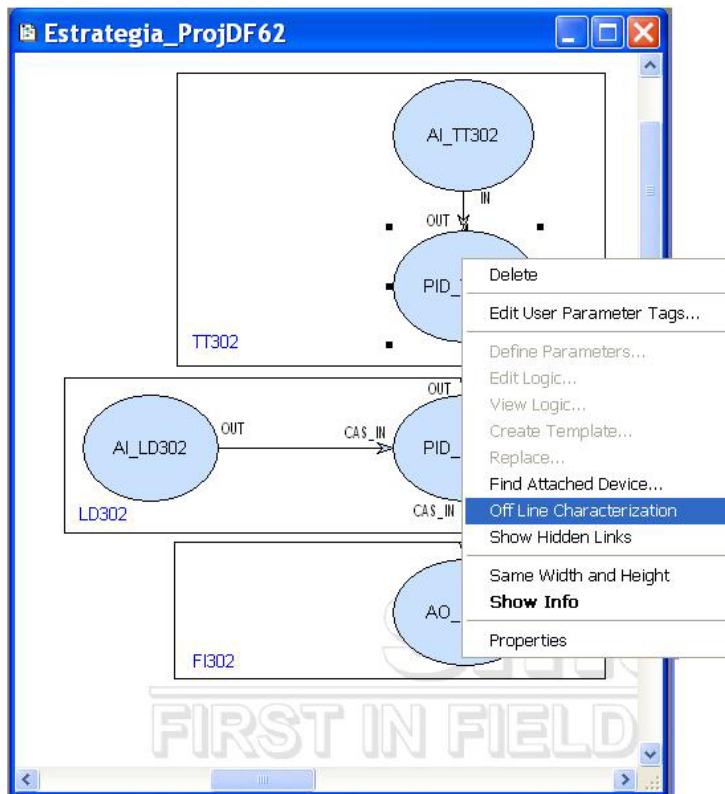 Estrategia_ProjDF62
AI_TT302
IN
OUT
PID_
TT302
OUT
AI_LD302
OUT
CAS_IN
PID_
CAS_IN
LD302
AO_
FI302
FIRST IN FIELD
Delete
Edit User Parameter Tags...
Define Parameters...
Edit Logic...
View Logic...
Create Template...
Replace...
Find Attached Device...
Off Line Characterization
Show Hidden Links
Same Width and Height
Show Info
Properties